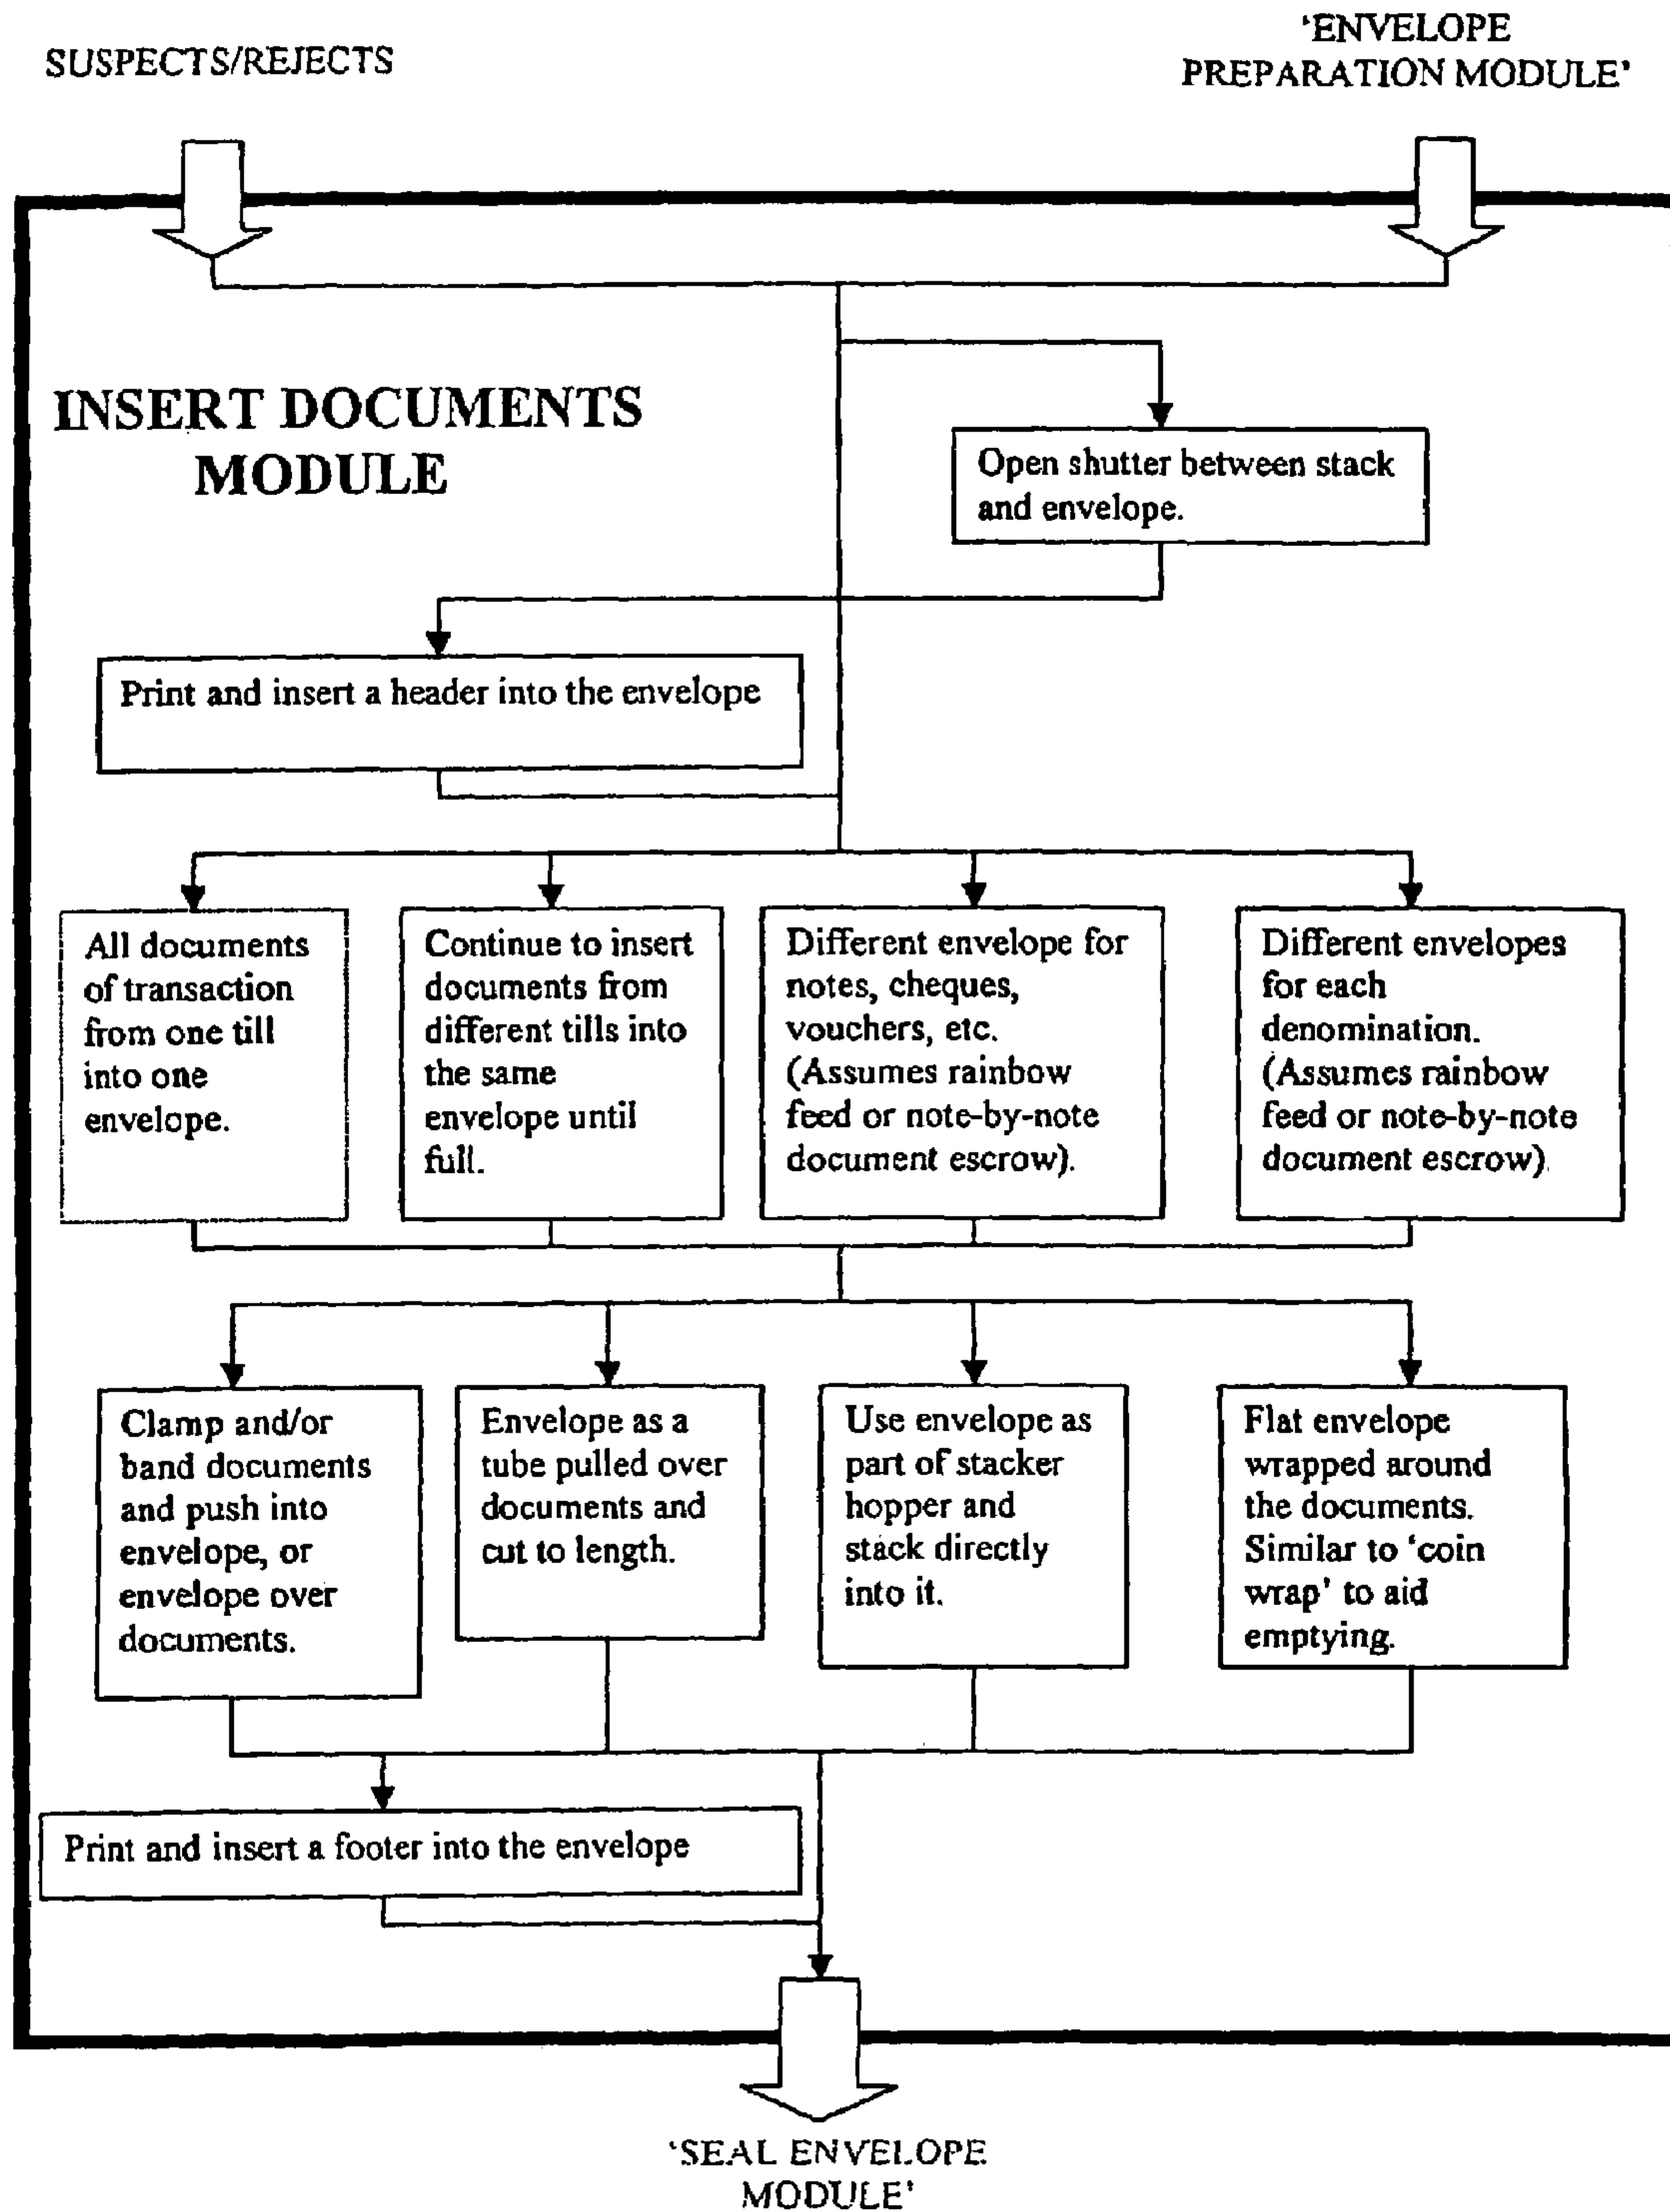 SUSPECTS/REJECTS
'ENVELOPE
PREPARATION MODULE'
INSERT DOCUMENTS
MODULE
Open shutter between stack
and envelope.
Print and insert a header into the envelope
All documents
of transaction
from one till
into one
envelope.
Continue to insert
documents from
different tills into
the same
envelope until
full.
Different envelope for
notes, cheques,
vouchers, etc.
(Assumes rainbow
feed or note-by-note
document escrow).
Different envelopes
for each
denomination.
(Assumes rainbow
feed or note-by-note
document escrow).
Clamp and/or
band documents
and push into
envelope, or
envelope over
documents.
Envelope as a
tube pulled over
documents and
cut to length.
Use envelope as
part of stacker
hopper and
stack directly
into it.
Flat envelope
wrapped around
the documents.
Similar to 'coin
wrap' to aid
emptying.
Print and insert a footer into the envelope
'SEAL ENVELOPE
MODULE'